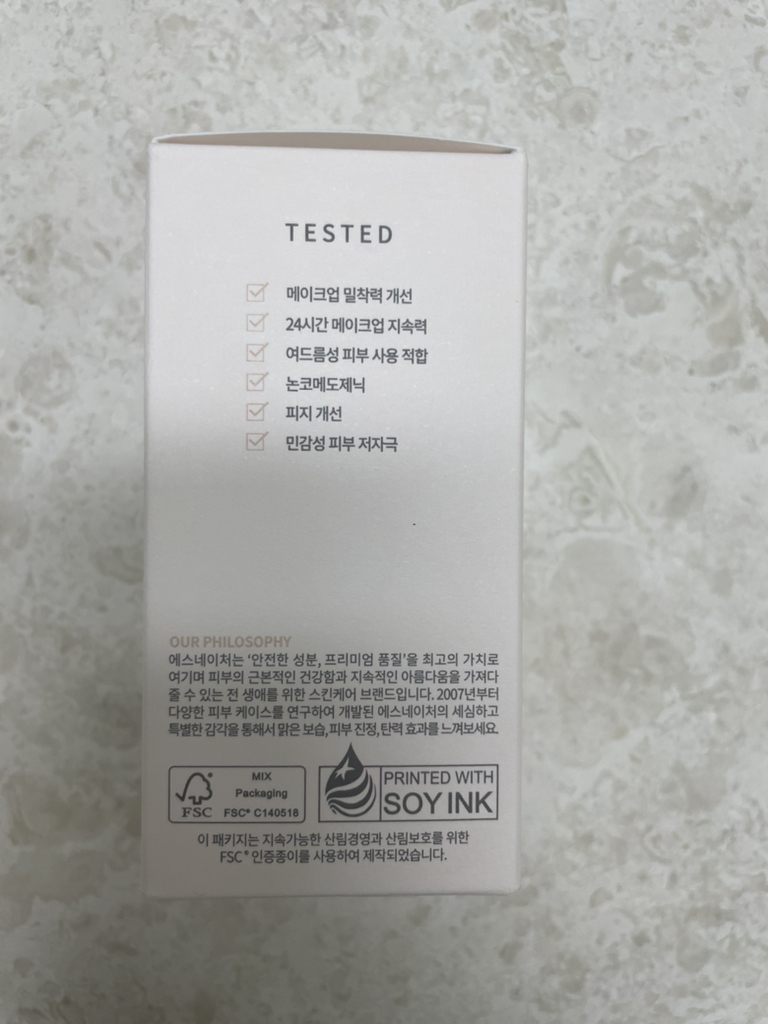 TESTED
메이크업 밀착력 개선
24시간 메이크업 지속력
여드름성 피부 사용 적합
논코메도제닉
피지 개선
민감성 피부 저자극
OUR PHILOSOPHY
에스네이처는 ‘안전한 성분, 프리미엄 품질’을 최고의 가치로
여기며 피부의 근본적인 건강함과 지속적인 아름다움을 가져다
줄 수 있는 전 생애를 위한 스킨케어 브랜드입니다. 2007년부터
다양한 피부 케이스를 연구하여 개발된 에스네이처의 세심하고
특별한 감각을 통해서 맑은 보습, 피부 진정, 탄력 효과를 느껴보세요.
FSC
MIX
Packaging
FSC® C140518
PRINTED WITH
SOY INK
이 패키지는 지속가능한 산림경영과 산림보호를 위한
FSC® 인증종이를 사용하여 제작되었습니다.